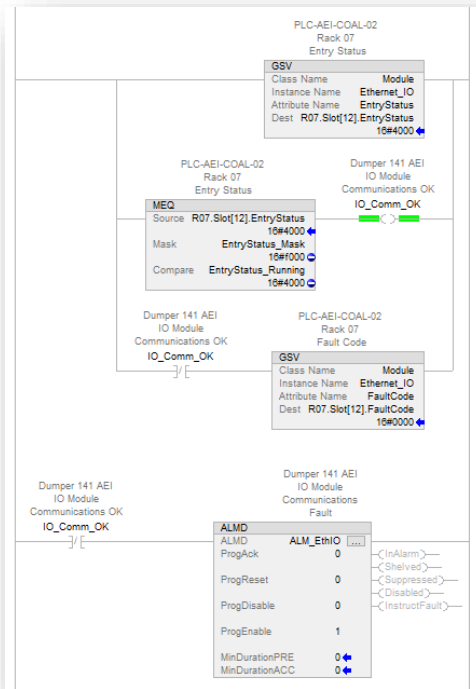 PLC-AEI-COAL-02
Rack 07
Entry Status
GSV
Class Name Module
Instance Name Ethernet_IO
Attribute Name EntryStatus
Dest R07.Slot[12].EntryStatus
16#4000
PLC-AEI-COAL-02
Rack 07
Entry Status
MEQ
Source R07.Slot[12].EntryStatus
16#4000
Mask EntryStatus_Mask
16#f000
Compare EntryStatus_Running
16#4000
Dumper 141 AEI
IO Module
Communications OK
IO_Comm_OK
Dumper 141 AEI
IO Module
Communications OK
IO_Comm_OK
PLC-AEI-COAL-02
Rack 07
Fault Code
GSV
Class Name Module
Instance Name Ethernet_IO
Attribute Name FaultCode
Dest R07.Slot[12].FaultCode
16#0000
Dumper 141 AEI
IO Module
Communications OK
IO_Comm_OK
Dumper 141 AEI
IO Module
Communications
Fault
ALMD
ALMD ALM_EthIO ...
ProgAck 0
ProgReset 0
ProgDisable 0
ProgEnable 1
MinDurationPRE 0
MinDurationACC 0
InAlarm
Shelved
Suppressed
Disabled
InstructFault